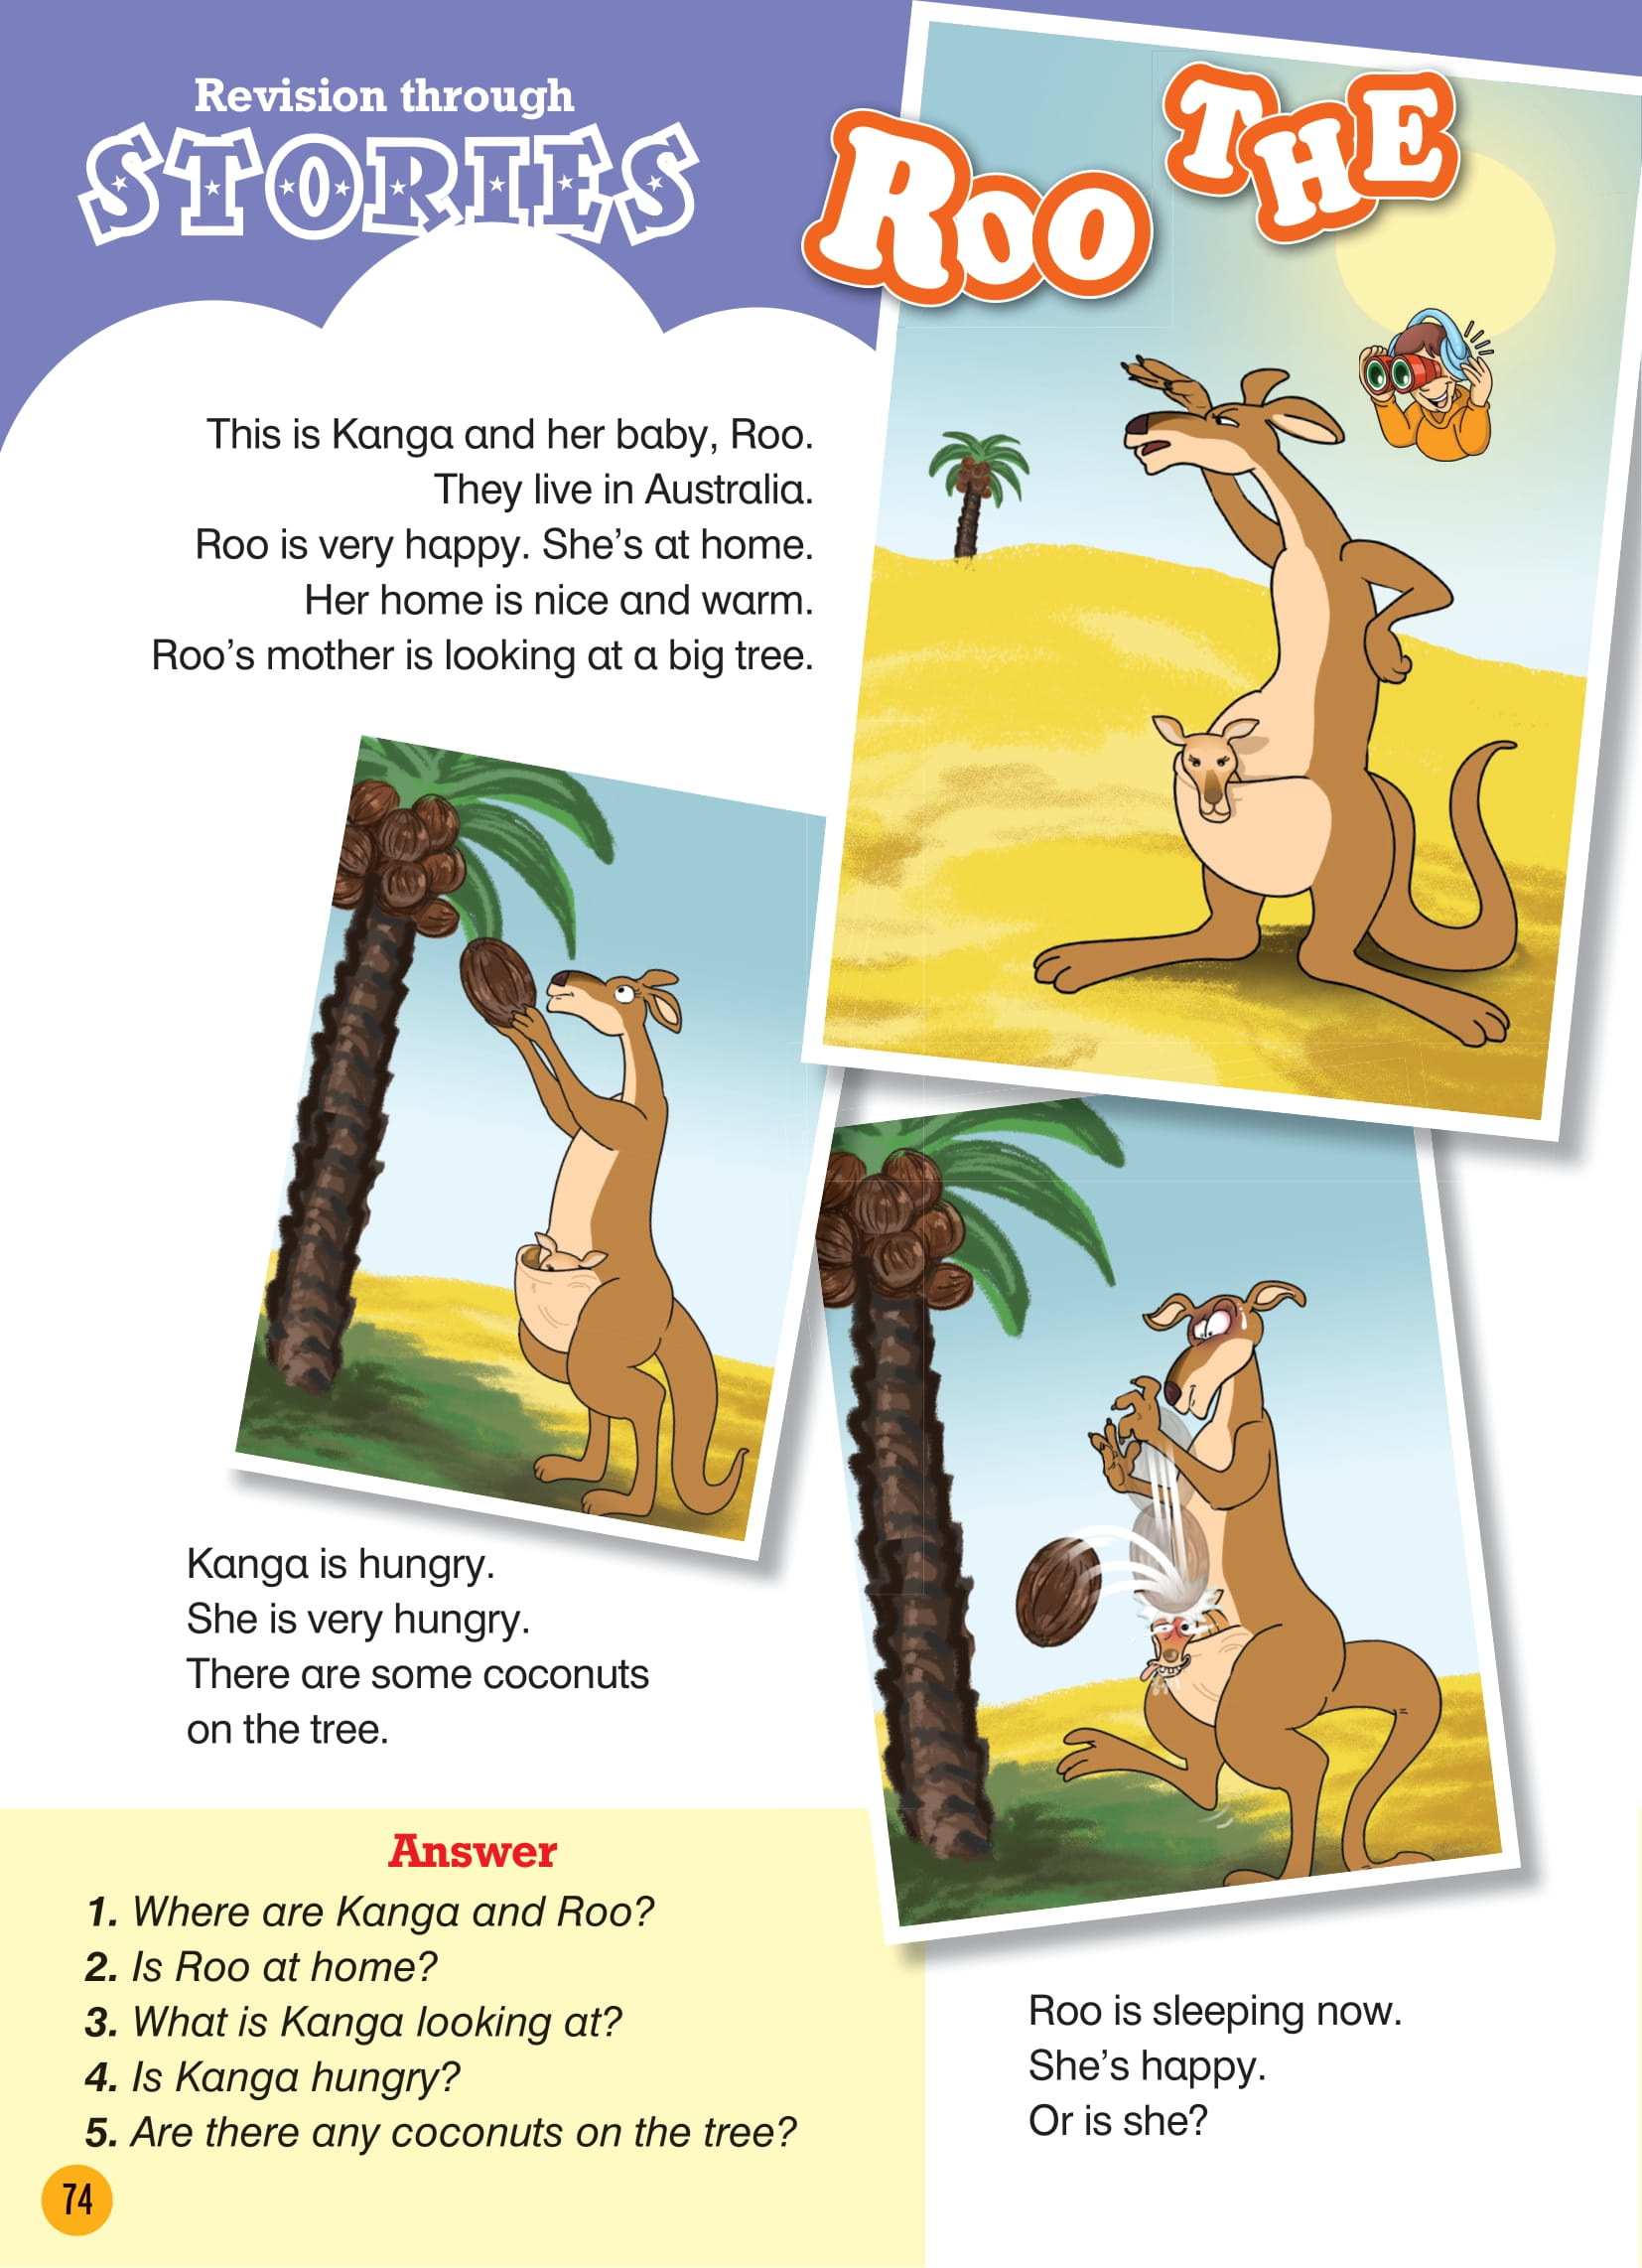 Revision through
STORIES
ROO THE
This is Kanga and her baby, Roo.
They live in Australia.
Roo is very happy. She's at home.
Her home is nice and warm.
Roo's mother is looking at a big tree.
Kanga is hungry.
She is very hungry.
There are some coconuts
on the tree.
Roo is sleeping now.
She's happy.
Or is she?
Answer
1. Where are Kanga and Roo?
2. Is Roo at home?
3. What is Kanga looking at?
4. Is Kanga hungry?
5. Are there any coconuts on the tree?
74